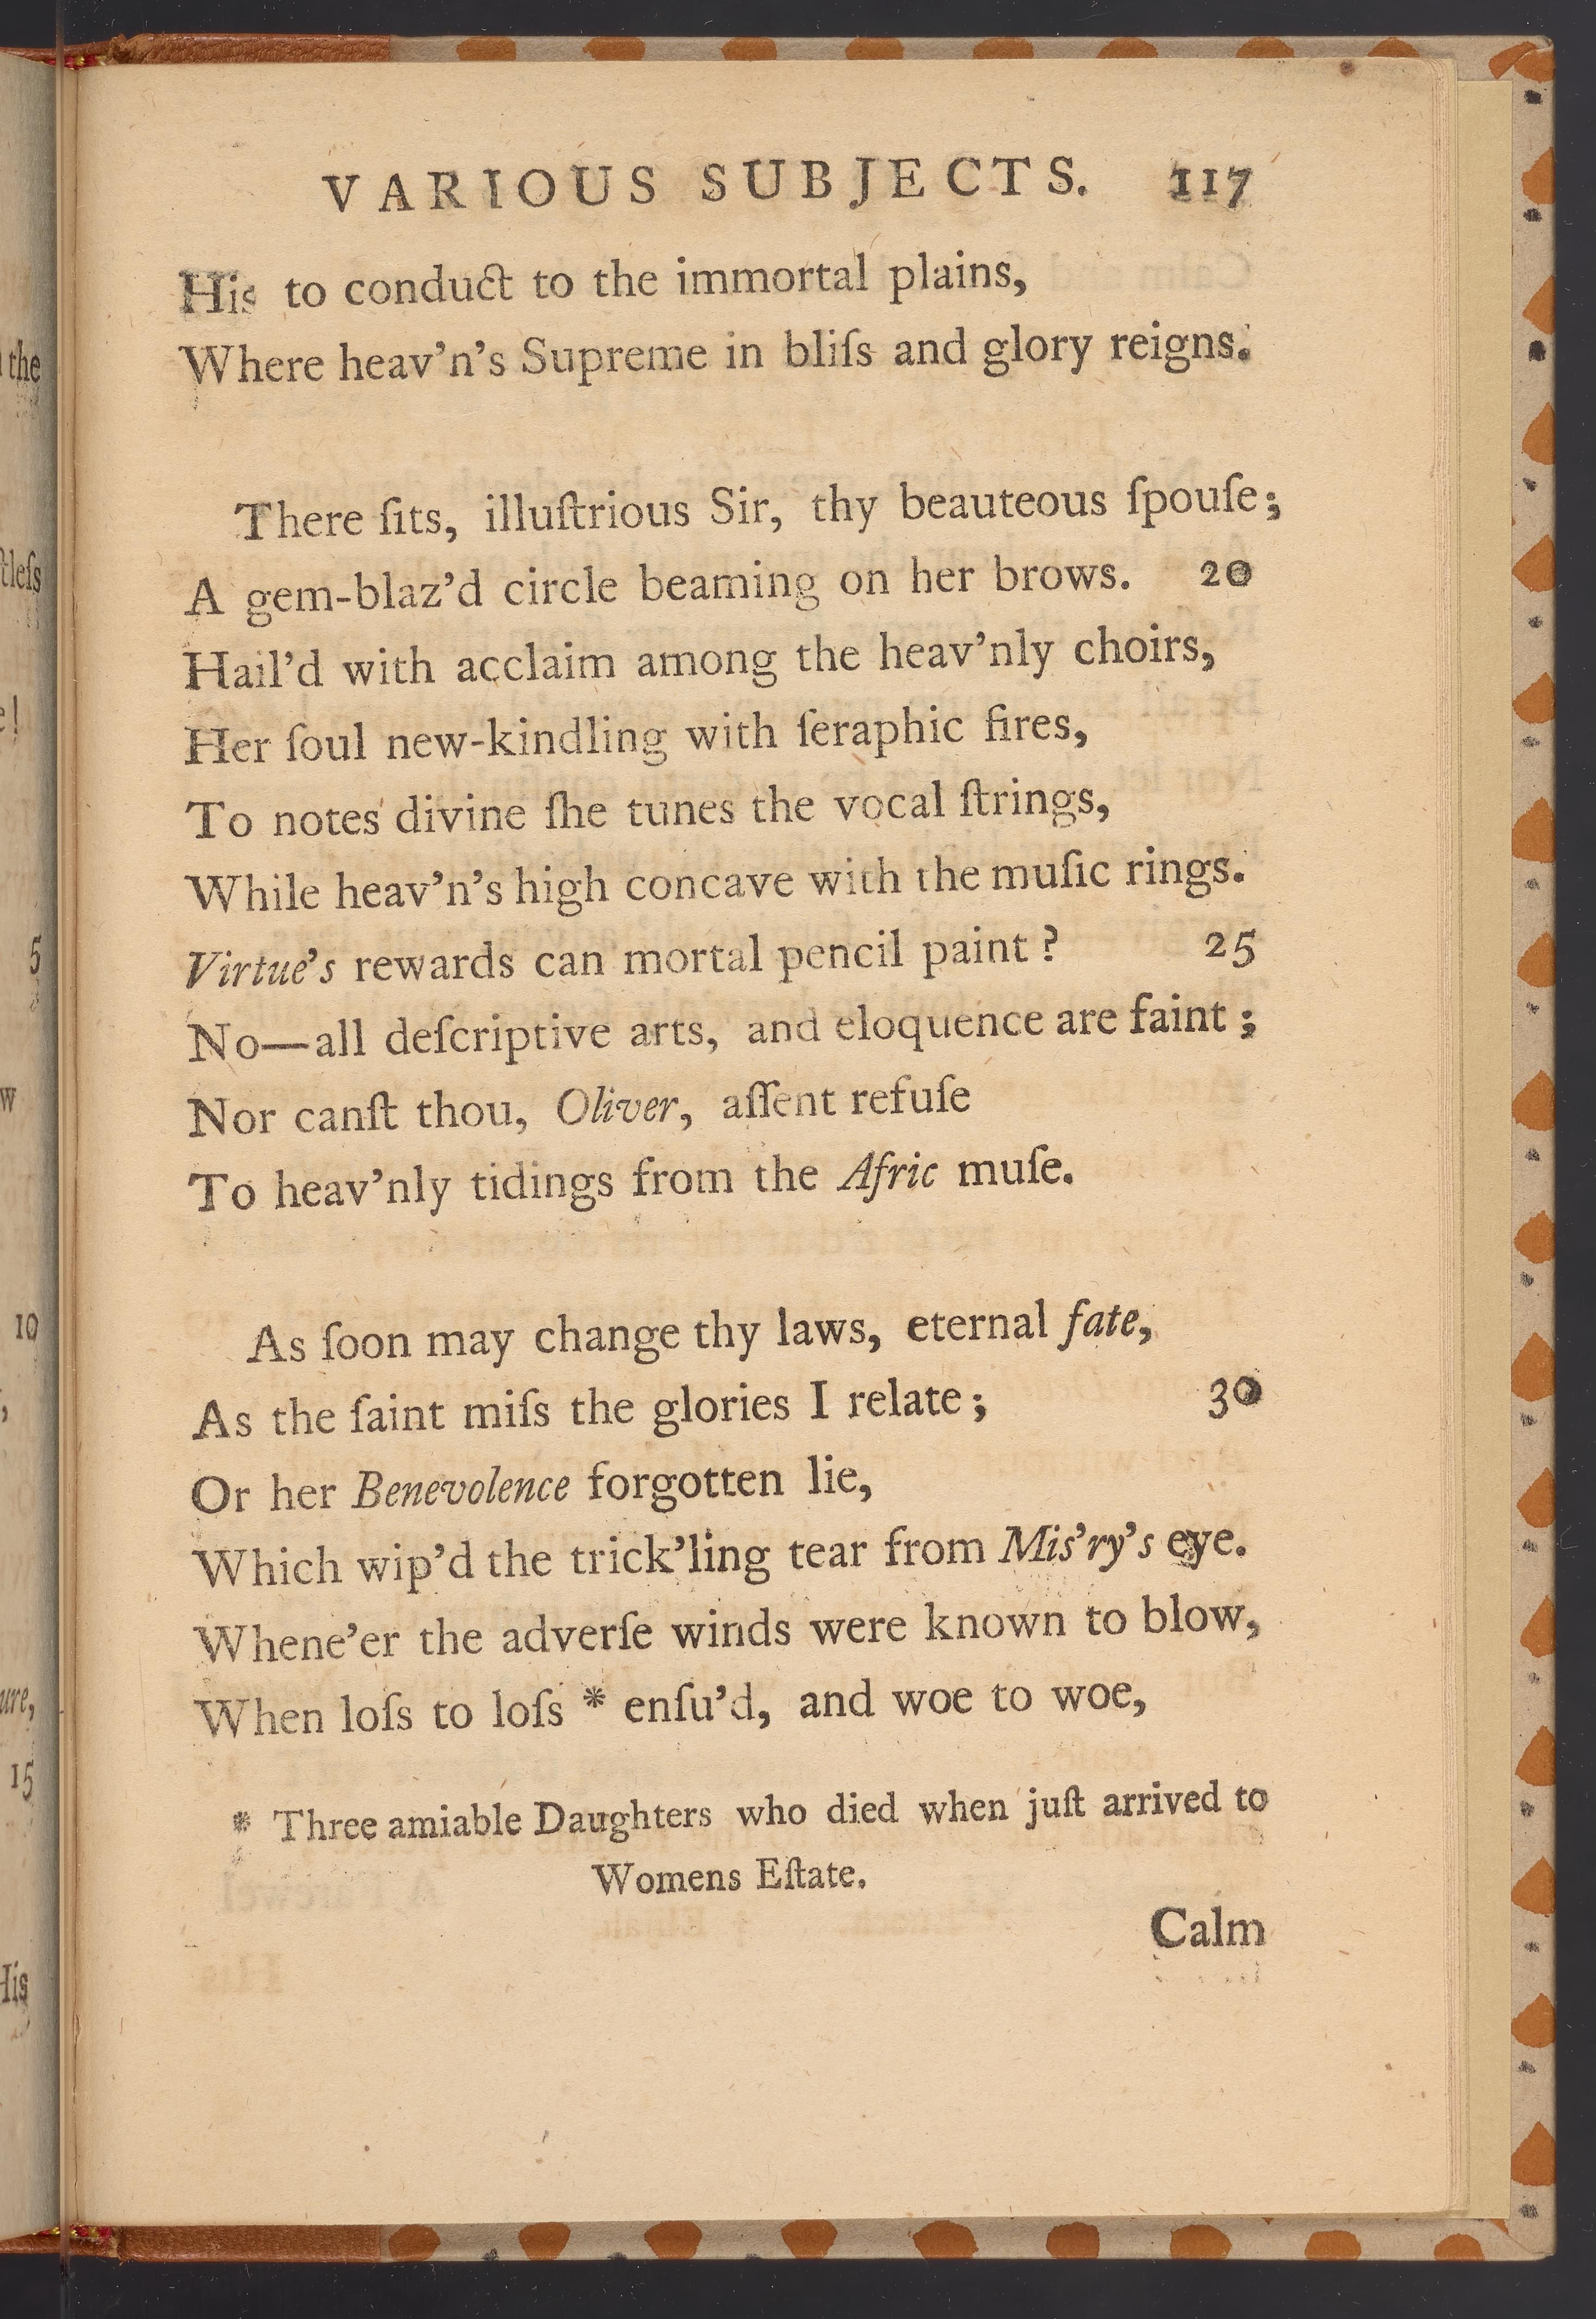 VARIOUS SUBJECTS. 117
His to conduct to the immortal plains,
Where heav'n's Supreme in bliſs and glory reigns.
There ſits, illuſtrious Sir, thy beauteous ſpouſe;
A gem-blaz'd circle beaming on her brows. 20
Hail'd with acclaim among the heav'nly choirs,
Her ſoul new-kindling with ſeraphic fires,
To notes divine ſhe tunes the vocal ſtrings,
While heav'n's high concave with the muſic rings.
Virtue's rewards can mortal pencil paint? 25
No—all deſcriptive arts, and eloquence are faint;
Nor canſt thou, Oliver, aſſent refuſe
To heav'nly tidings from the Afric muſe.
As ſoon may change thy laws, eternal fate,
As the ſaint miſs the glories I relate; 30
Or her Benevolence forgotten lie,
Which wip'd the trick'ling tear from Mis'ry's eye.
Whene'er the adverſe winds were known to blow,
When loſs to loſs * enſu'd, and woe to woe,
* Three amiable Daughters who died when juſt arrived to
Womens Eſtate.
Calm
the
5
10
15
His